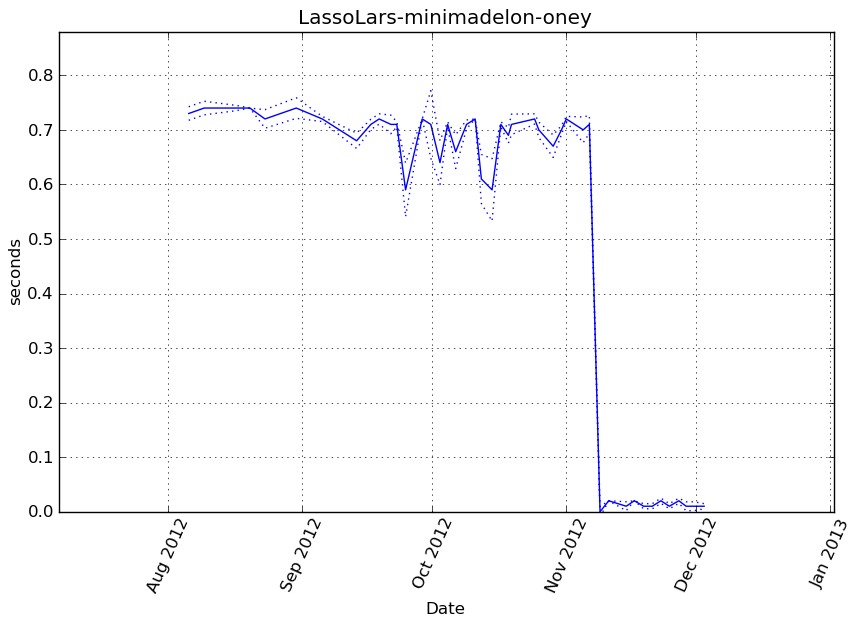 LassoLars-minimadelon-oney
0.8
0.7
0.6
0.5
0.4
0.3
0.2
0.1
0.0
seconds
Aug 2012
Sep 2012
Oct 2012
Nov 2012
Dec 2012
Jan 2013
Date